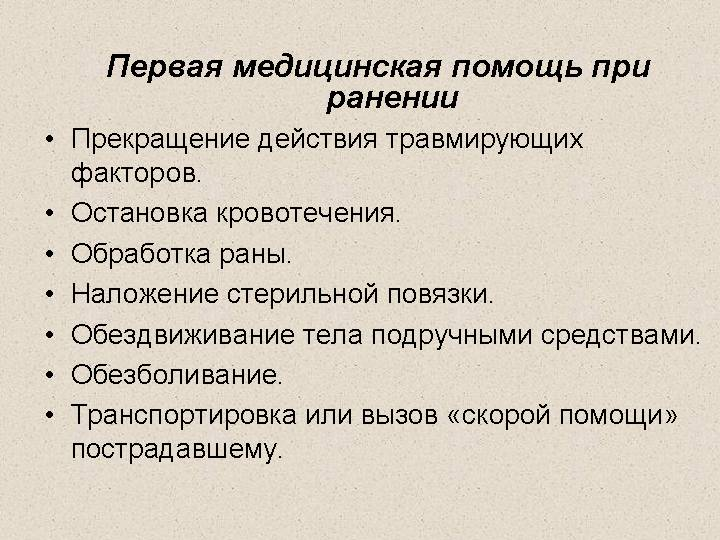 Первая медицинская помощь при
ранении
• Прекращение действия травмирующих
факторов.
• Остановка кровотечения.
• Обработка раны.
• Наложение стерильной повязки.
• Обездвиживание тела подручными средствами.
• Обезболивание.
• Транспортировка или вызов «скорой помощи»
пострадавшему.